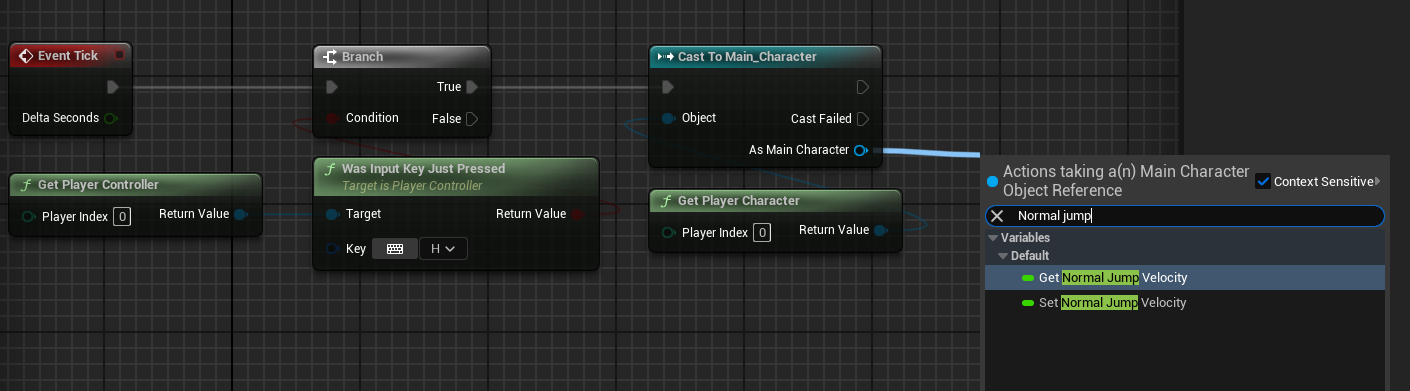 Event Tick
Delta Seconds
Branch
True
Condition
False
Cast To Main_Character
Object
Cast Failed
As Main Character
Get Player Controller
Player Index 0 Return Value
Was Input Key Just Pressed
Target is Player Controller
Target Return Value
Key H
Get Player Character
Player Index 0 Return Value
Actions taking a(n) Main Character
Object Reference
Context Sensitive
Normal jump
Variables
Default
Get Normal Jump Velocity
Set Normal Jump Velocity